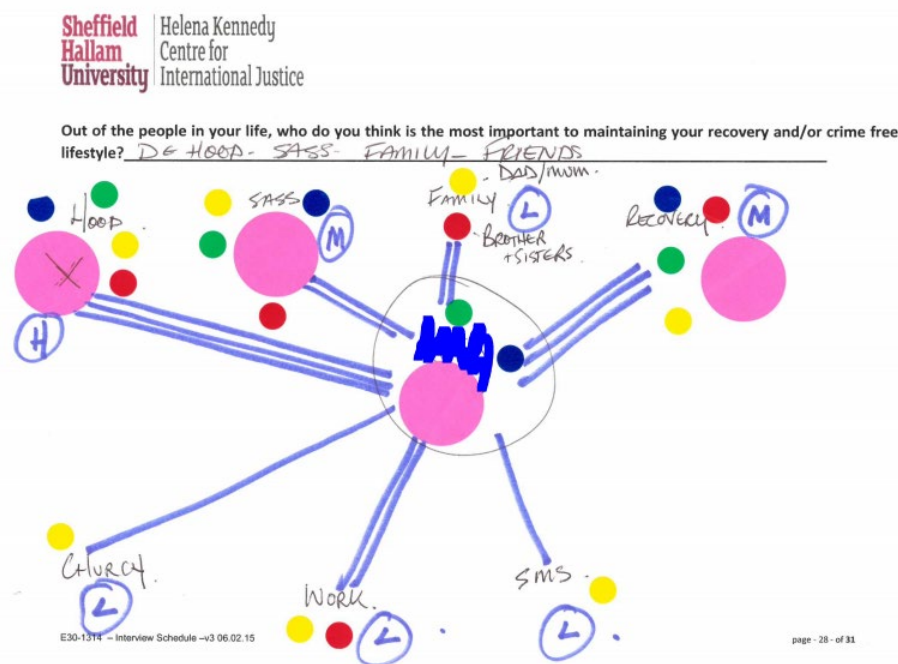 Sheffield Hallam University
Helena Kennedy Centre for International Justice
Out of the people in your life, who do you think is the most important to maintaining your recovery and/or crime free
lifestyle? DE HOOD - SASS - FAMILY - FRIENDS
DAD/MUM.
HOOD
SASS
FAMILY
L
RECOVERY
M
M
BROTHER
+ SISTERS.
H
CHURCH.
L
WORK.
L
SMS
L
E30-1314 – Interview Schedule –v3 06.02.15
page - 28 - of 31